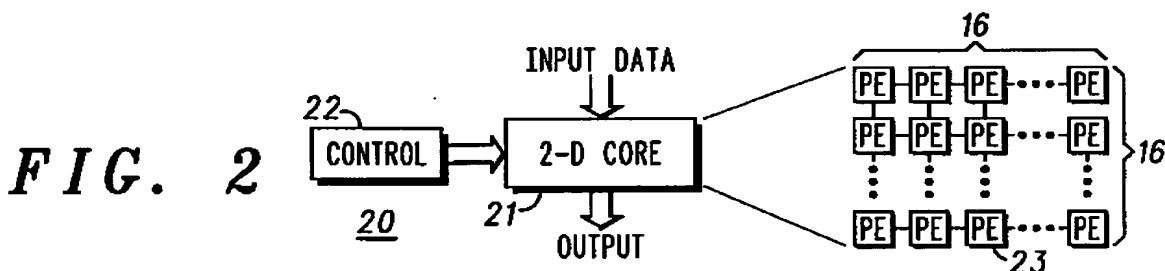 FIG. 2
20
22
CONTROL
INPUT DATA
2-D CORE
21
OUTPUT
16
PE PE PE PE
PE PE PE PE
16
PE PE PE PE
23